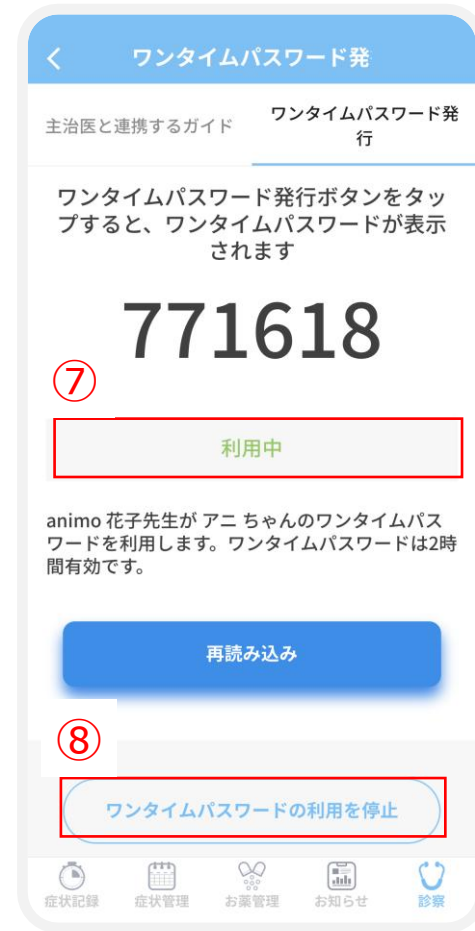 ワンタイムパスワード発
主治医と連携するガイド
ワンタイムパスワード発
行
ワンタイムパスワード発行ボタンをタッ
プすると、ワンタイムパスワードが表示
されます
771618
⑦
利用中
animo 花子先生が アニ ちゃんのワンタイムパス
ワードを利用します。ワンタイムパスワードは2時
間有効です。
再読み込み
⑧
ワンタイムパスワードの利用を停止
症状記録 症状管理 お薬管理 お知らせ 診察